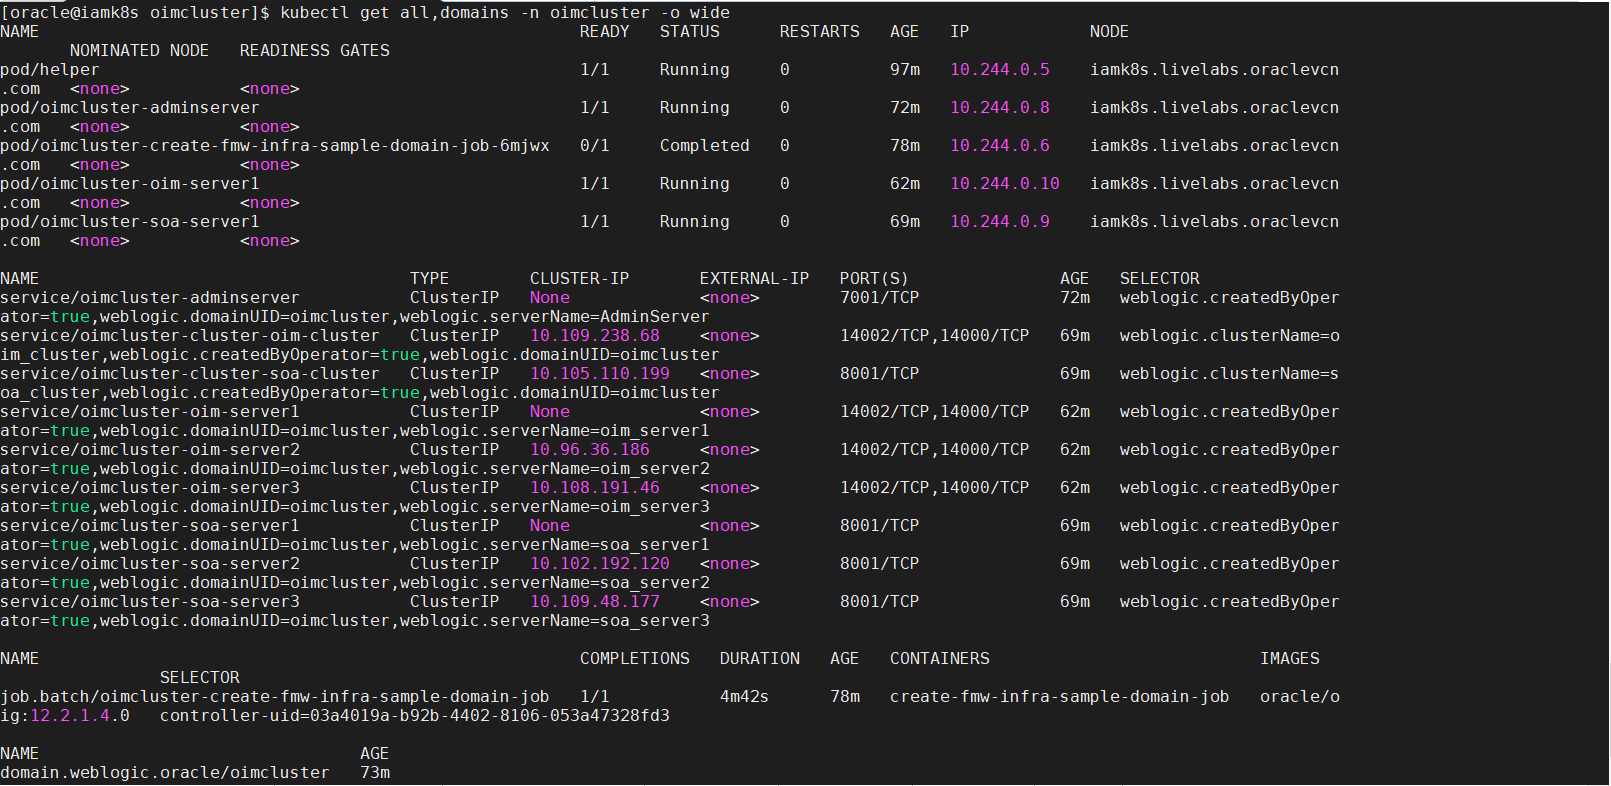 [oracle@iamk8s oimcluster]$ kubectl get all,domains -n oimcluster -o wide
NAME                                                      READY   STATUS      RESTARTS   AGE   IP            NODE
       NOMINATED NODE   READINESS GATES
pod/helper                                                1/1     Running     0          97m   10.244.0.5    iamk8s.livelabs.oraclevcn
.com   <none>           <none>
pod/oimcluster-adminserver                                1/1     Running     0          72m   10.244.0.8    iamk8s.livelabs.oraclevcn
.com   <none>           <none>
pod/oimcluster-create-fmw-infra-sample-domain-job-6mjwx   0/1     Completed   0          78m   10.244.0.6    iamk8s.livelabs.oraclevcn
.com   <none>           <none>
pod/oimcluster-oim-server1                                1/1     Running     0          62m   10.244.0.10   iamk8s.livelabs.oraclevcn
.com   <none>           <none>
pod/oimcluster-soa-server1                                1/1     Running     0          69m   10.244.0.9    iamk8s.livelabs.oraclevcn
.com   <none>           <none>

NAME                                     TYPE        CLUSTER-IP       EXTERNAL-IP   PORT(S)               AGE   SELECTOR
service/oimcluster-adminserver           ClusterIP   None             <none>        7001/TCP              72m   weblogic.createdByOper
ator=true,weblogic.domainUID=oimcluster,weblogic.serverName=AdminServer
service/oimcluster-cluster-oim-cluster   ClusterIP   10.109.238.68    <none>        14002/TCP,14000/TCP   69m   weblogic.clusterName=o
im_cluster,weblogic.createdByOperator=true,weblogic.domainUID=oimcluster
service/oimcluster-cluster-soa-cluster   ClusterIP   10.105.110.199   <none>        8001/TCP              69m   weblogic.clusterName=s
oa_cluster,weblogic.createdByOperator=true,weblogic.domainUID=oimcluster
service/oimcluster-oim-server1           ClusterIP   None             <none>        14002/TCP,14000/TCP   62m   weblogic.createdByOper
ator=true,weblogic.domainUID=oimcluster,weblogic.serverName=oim_server1
service/oimcluster-oim-server2           ClusterIP   10.96.36.186     <none>        14002/TCP,14000/TCP   62m   weblogic.createdByOper
ator=true,weblogic.domainUID=oimcluster,weblogic.serverName=oim_server2
service/oimcluster-oim-server3           ClusterIP   10.108.191.46    <none>        14002/TCP,14000/TCP   62m   weblogic.createdByOper
ator=true,weblogic.domainUID=oimcluster,weblogic.serverName=oim_server3
service/oimcluster-soa-server1           ClusterIP   None             <none>        8001/TCP              69m   weblogic.createdByOper
ator=true,weblogic.domainUID=oimcluster,weblogic.serverName=soa_server1
service/oimcluster-soa-server2           ClusterIP   10.102.192.120   <none>        8001/TCP              69m   weblogic.createdByOper
ator=true,weblogic.domainUID=oimcluster,weblogic.serverName=soa_server2
service/oimcluster-soa-server3           ClusterIP   10.109.48.177    <none>        8001/TCP              69m   weblogic.createdByOper
ator=true,weblogic.domainUID=oimcluster,weblogic.serverName=soa_server3

NAME                                                      COMPLETIONS   DURATION   AGE   CONTAINERS                           IMAGES
                SELECTOR
job.batch/oimcluster-create-fmw-infra-sample-domain-job   1/1           4m42s      78m   create-fmw-infra-sample-domain-job   oracle/o
ig:12.2.1.4.0   controller-uid=03a4019a-b92b-4402-8106-053a47328fd3

NAME                                AGE
domain.weblogic.oracle/oimcluster   73m